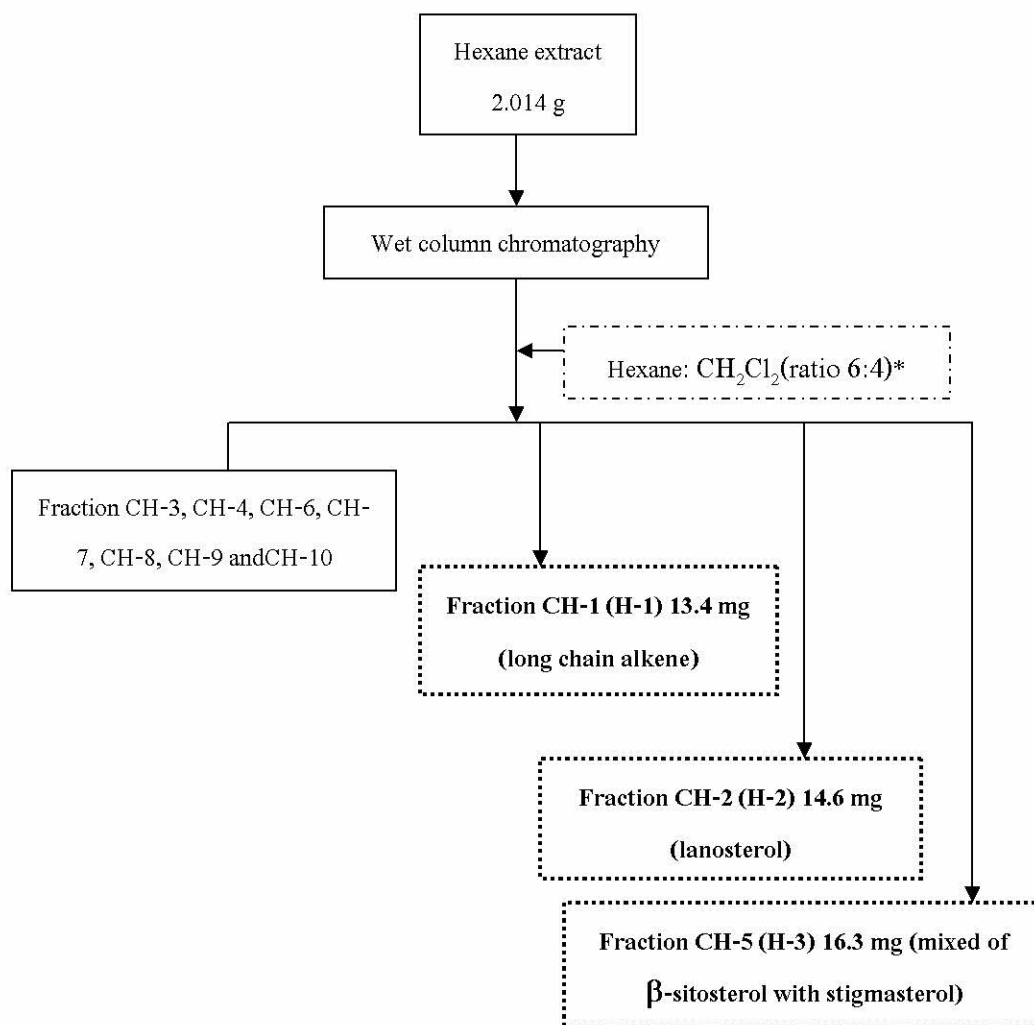 Hexane extract
2.014 g
Wet column chromatography
Hexane: CH₂Cl₂(ratio 6:4)*
Fraction CH-3, CH-4, CH-6, CH-
7, CH-8, CH-9 andCH-10
Fraction CH-1 (H-1) 13.4 mg
(long chain alkene)
Fraction CH-2 (H-2) 14.6 mg
(lanosterol)
Fraction CH-5 (H-3) 16.3 mg (mixed of
β-sitosterol with stigmasterol)